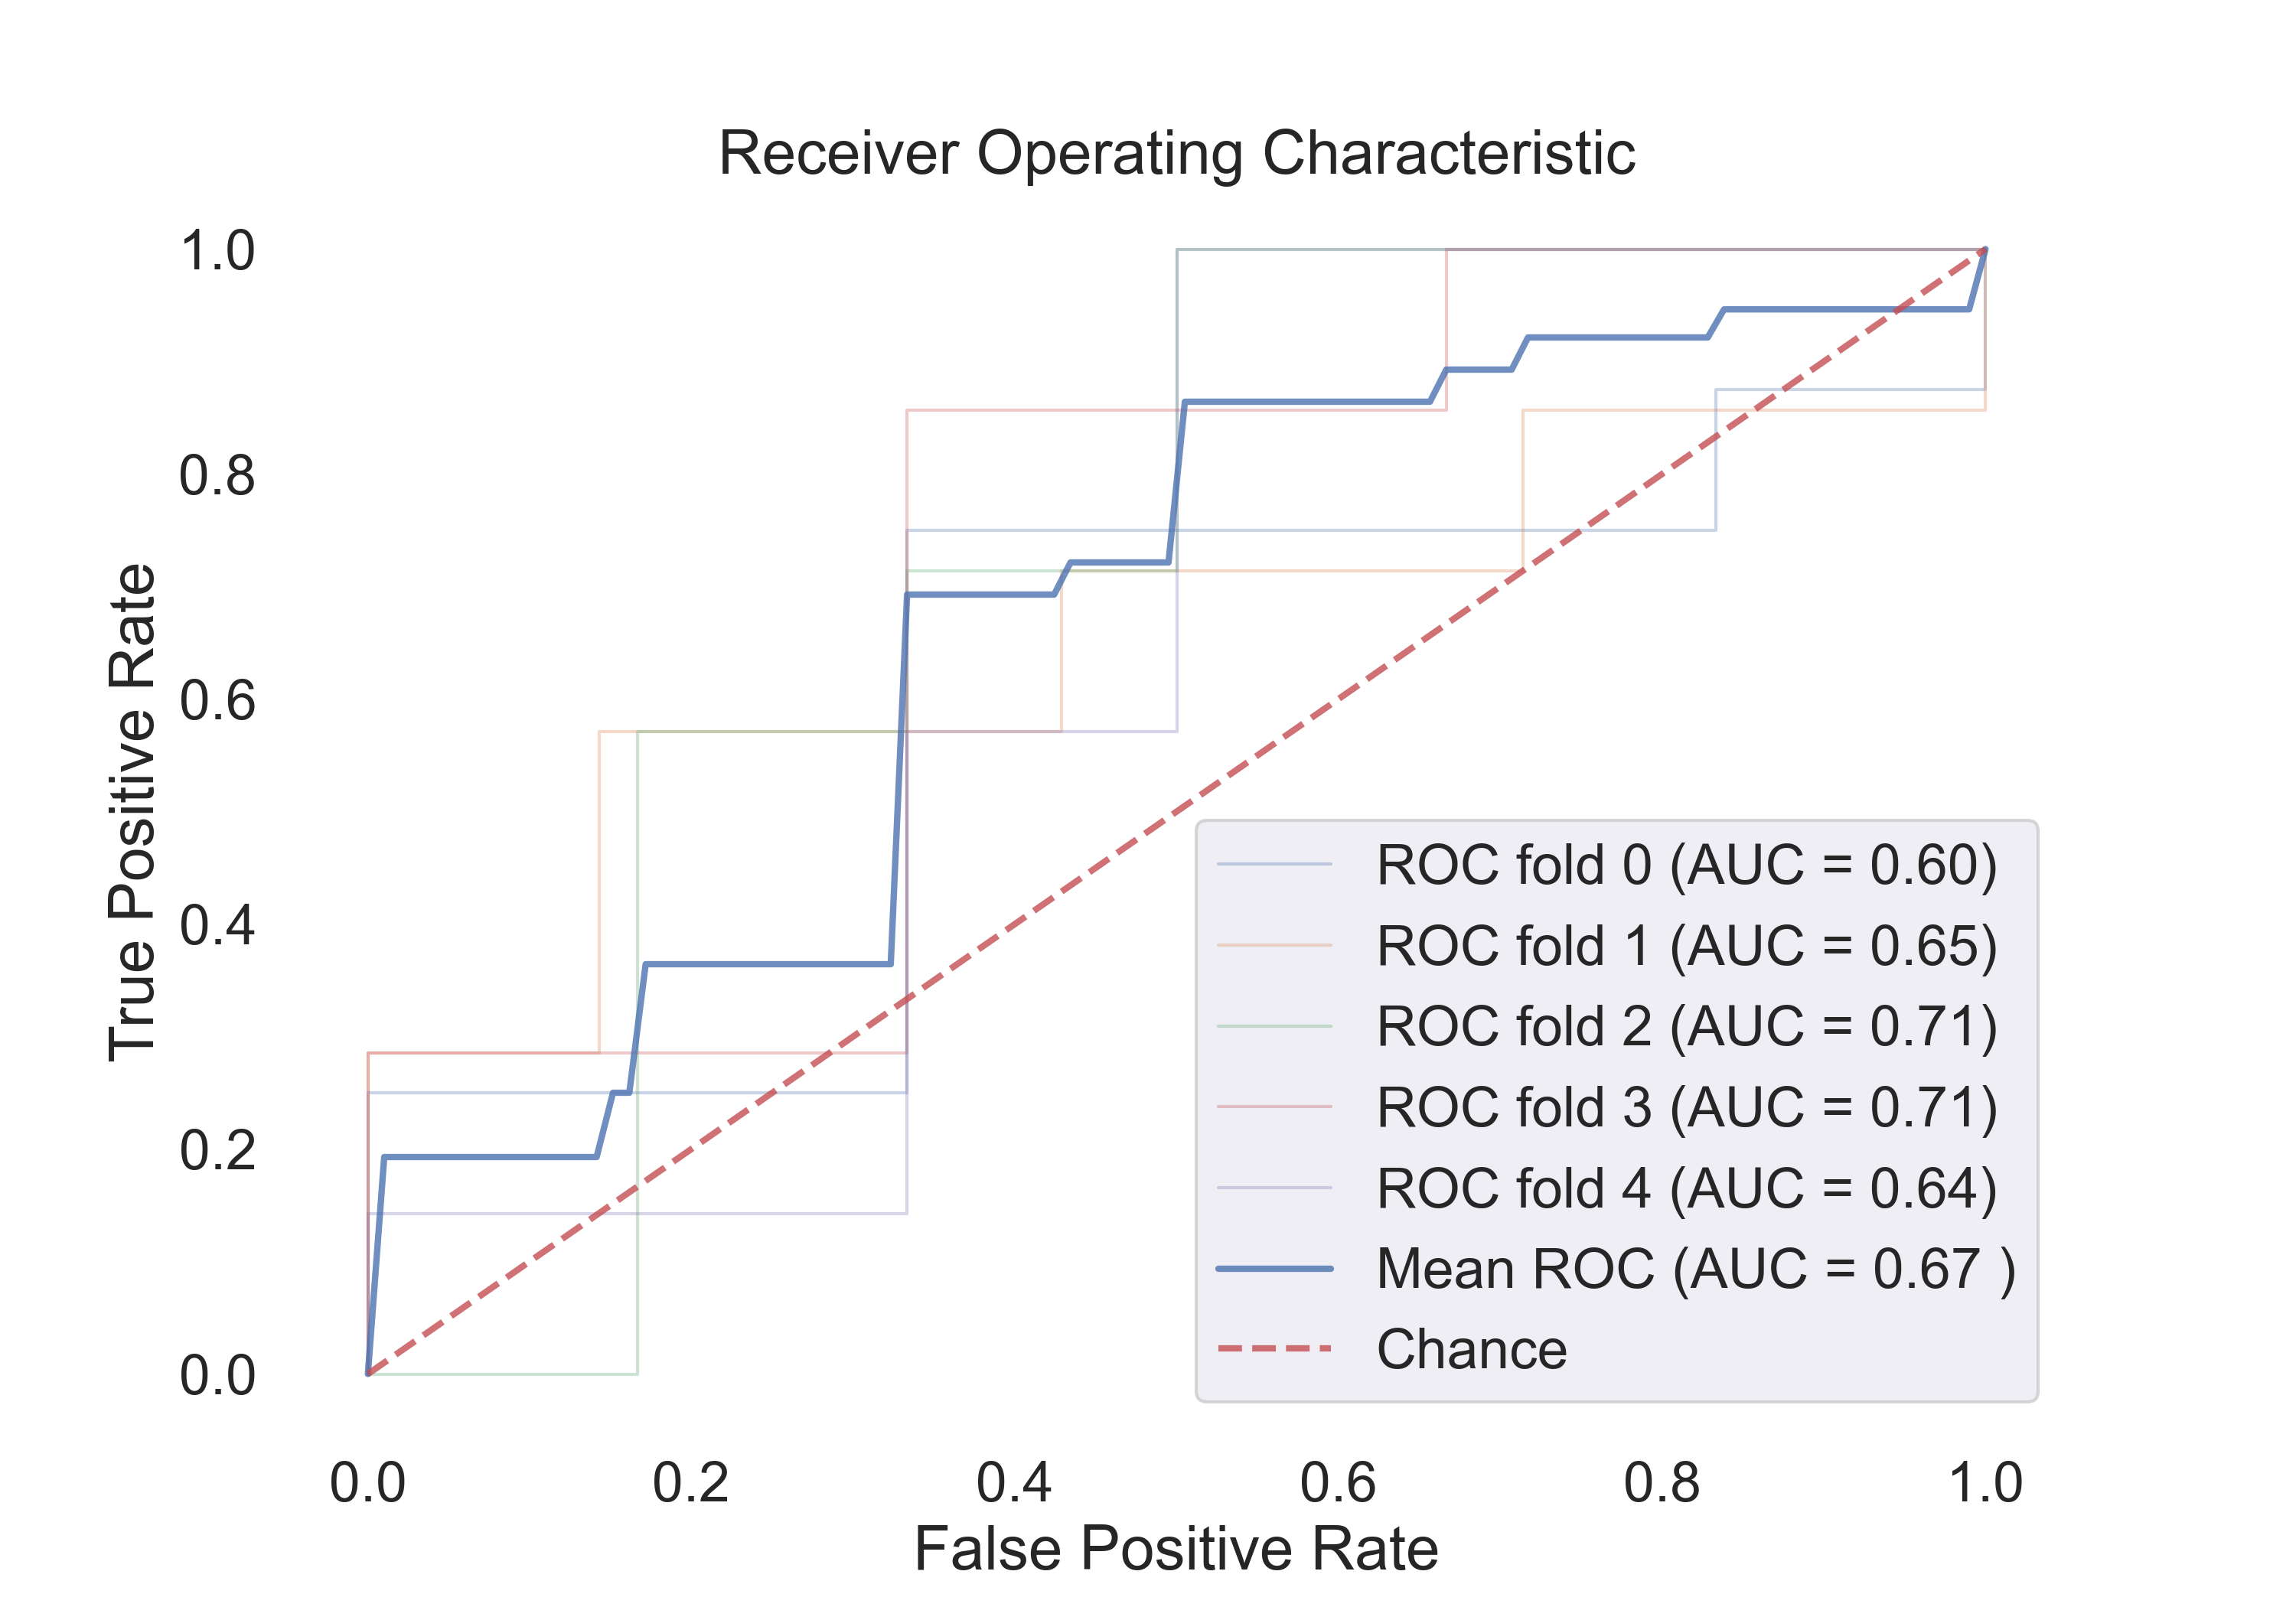 Receiver Operating Characteristic
1.0
0.8
0.6
0.4
0.2
0.0
True Positive Rate
ROC fold 0 (AUC = 0.60)
ROC fold 1 (AUC = 0.65)
ROC fold 2 (AUC = 0.71)
ROC fold 3 (AUC = 0.71)
ROC fold 4 (AUC = 0.64)
Mean ROC (AUC = 0.67 )
Chance
0.0 0.2 0.4 0.6 0.8 1.0
False Positive Rate